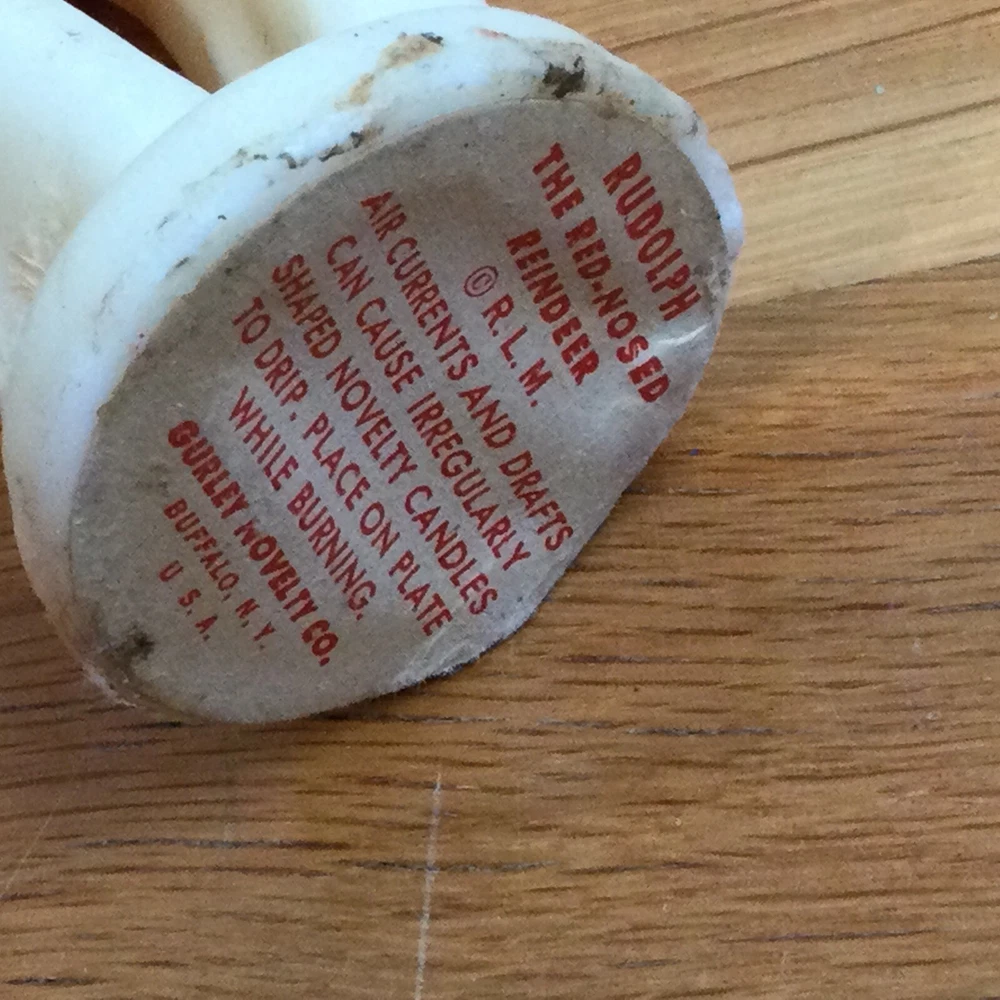 RUDOLPH
THE RED-NOSED
REINDEER
© R. L. M.
AIR CURRENTS AND DRAFTS
CAN CAUSE IRREGULARLY
SHAPED NOVELTY CANDLES
TO DRIP. PLACE ON PLATE
WHILE BURNING.
GURLEY NOVELTY CO.
BUFFALO, N. Y.
U. S. A.